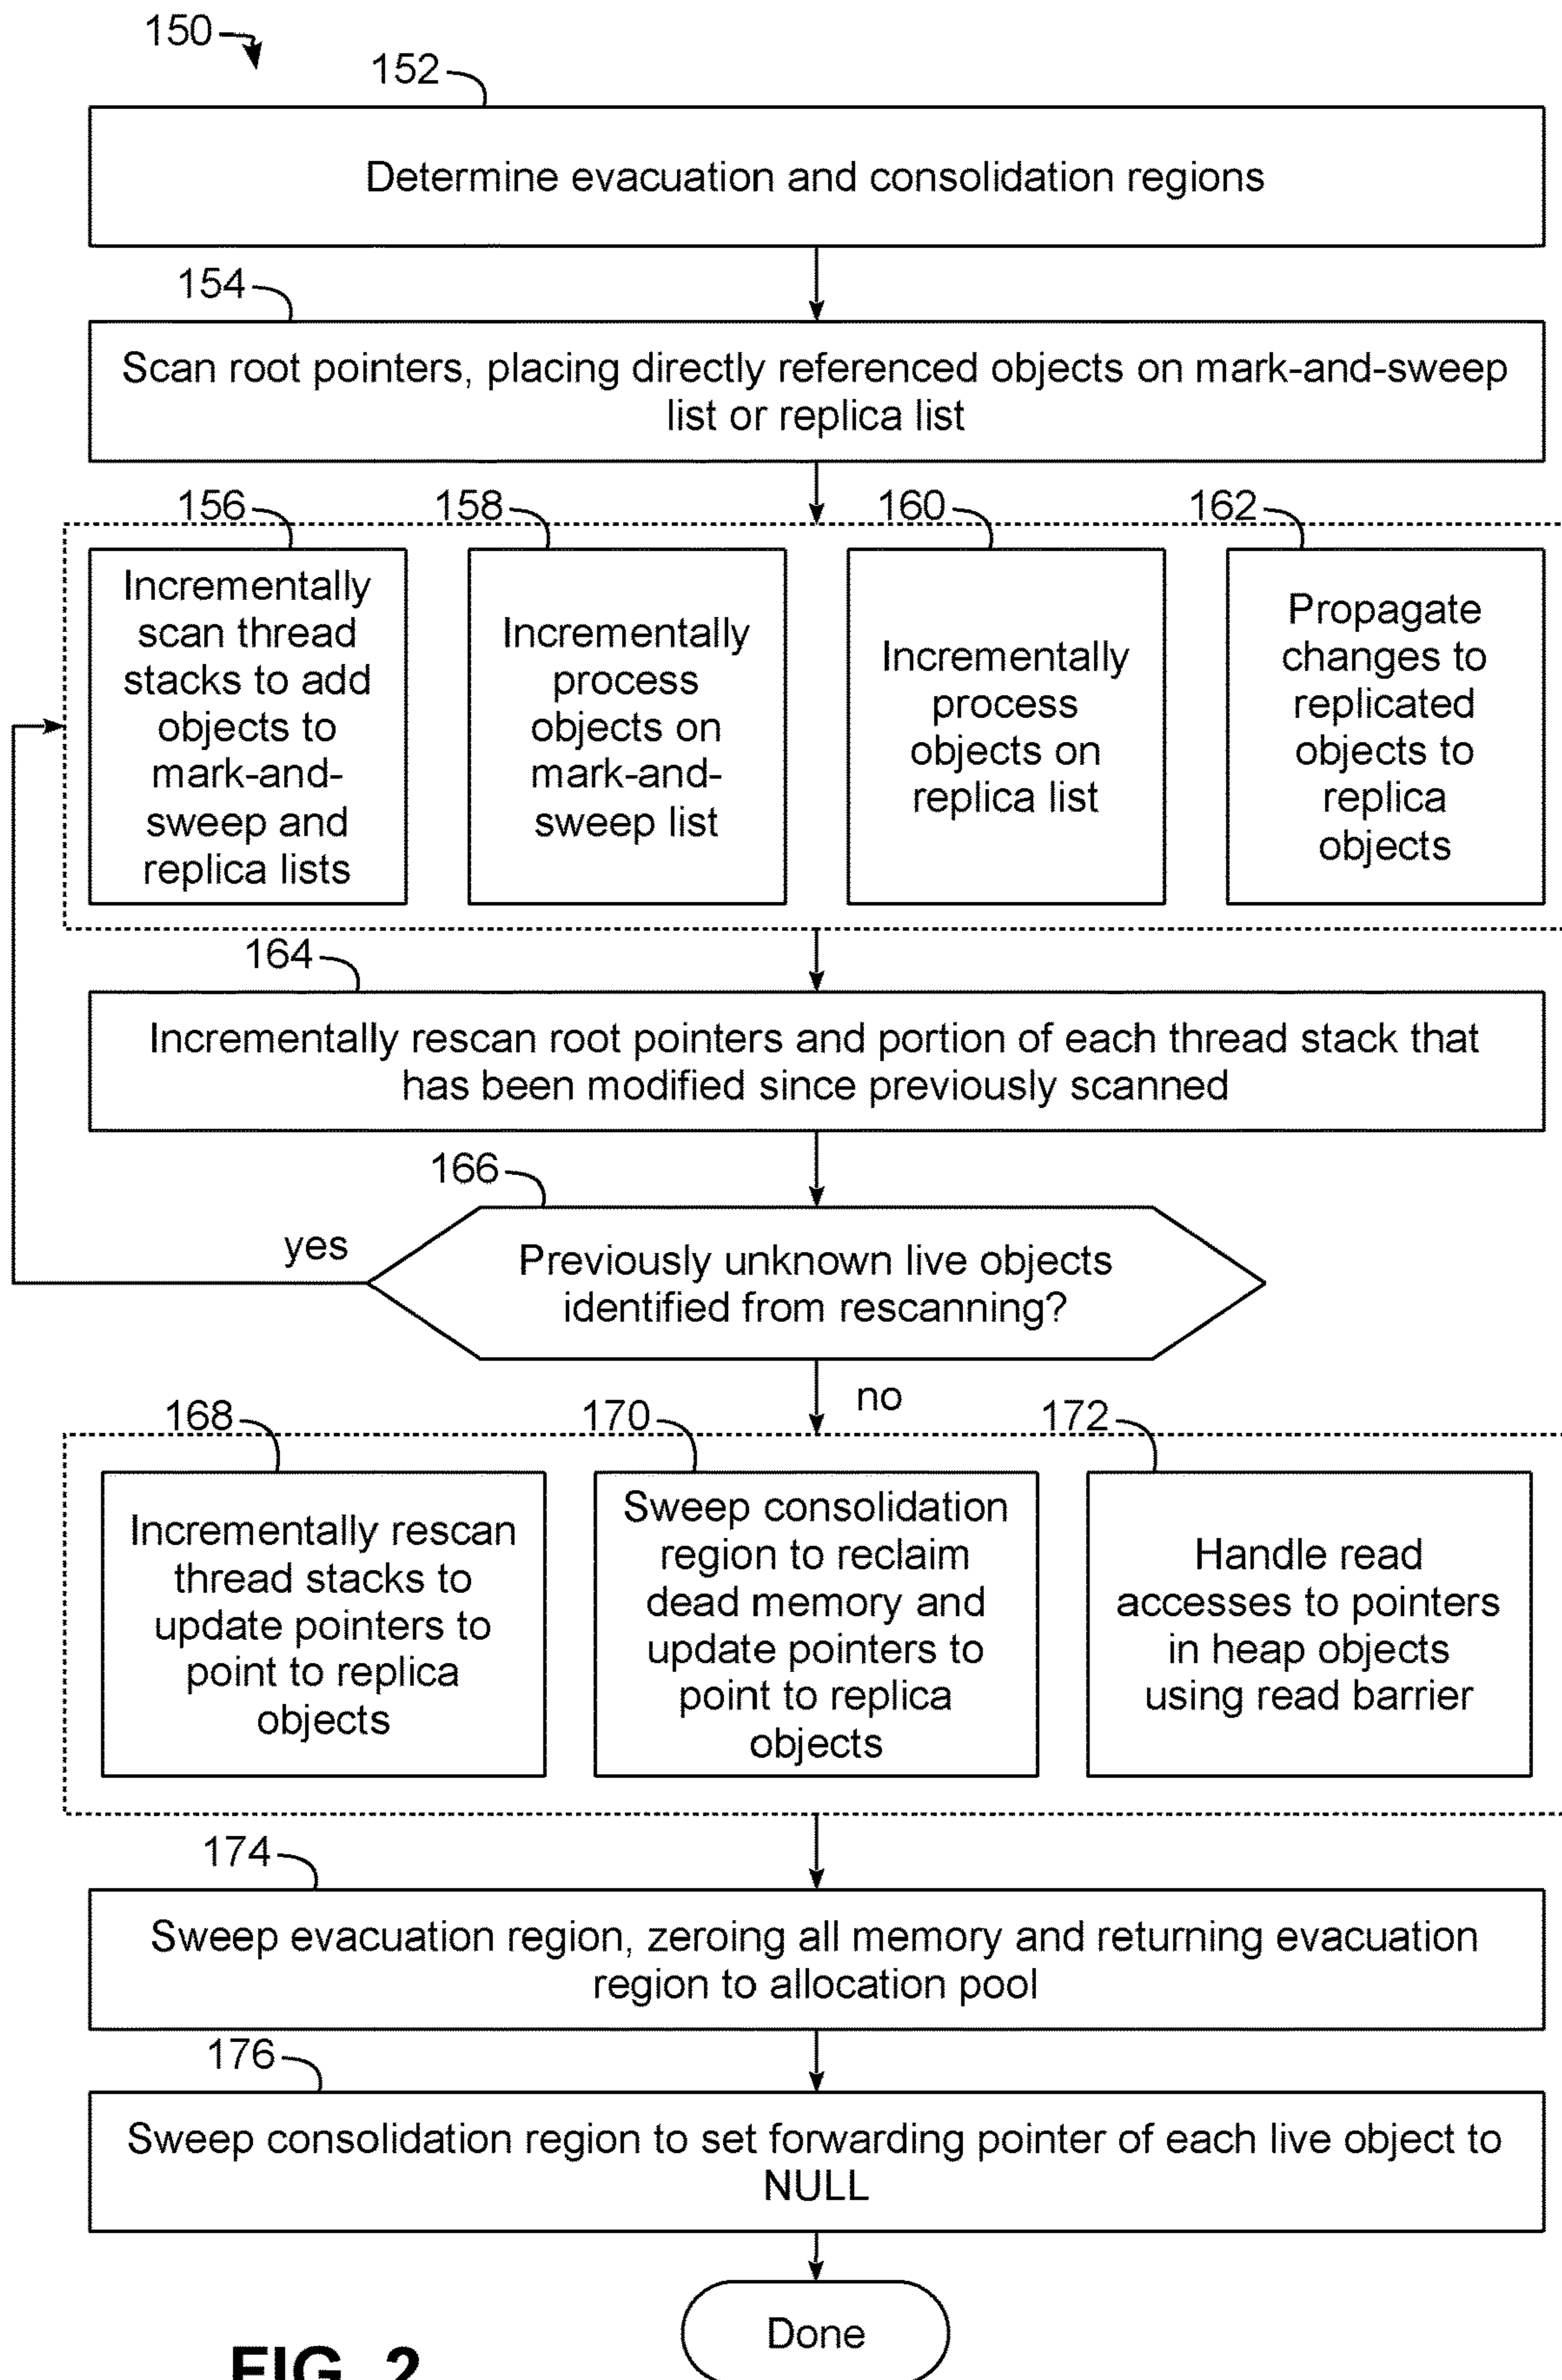 150
152
Determine evacuation and consolidation regions
154
Scan root pointers, placing directly referenced objects on mark-and-sweep
list or replica list
156
158
160
162
Incrementally
scan thread
stacks to add
objects to
mark-and-
sweep and
replica lists
Incrementally
process
objects on
mark-and-
sweep list
Incrementally
process
objects on
replica list
Propagate
changes to
replicated
objects to
replica
objects
164
Incrementally rescan root pointers and portion of each thread stack that
has been modified since previously scanned
166
yes
Previously unknown live objects
identified from rescanning?
no
168
170
172
Incrementally rescan
thread stacks to
update pointers to
point to replica
objects
Sweep consolidation
region to reclaim
dead memory and
update pointers to
point to replica
objects
Handle read
accesses to pointers
in heap objects
using read barrier
174
Sweep evacuation region, zeroing all memory and returning evacuation
region to allocation pool
176
Sweep consolidation region to set forwarding pointer of each live object to
NULL
Done
FIG. 2